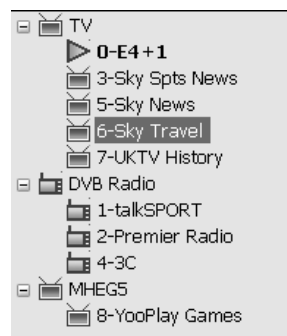 TV
0-E4+1
3-Sky Spts News
5-Sky News
6-Sky Travel
7-UKTV History
DVB Radio
1-talkSPORT
2-Premier Radio
4-3C
MHEG5
8-YooPlay Games